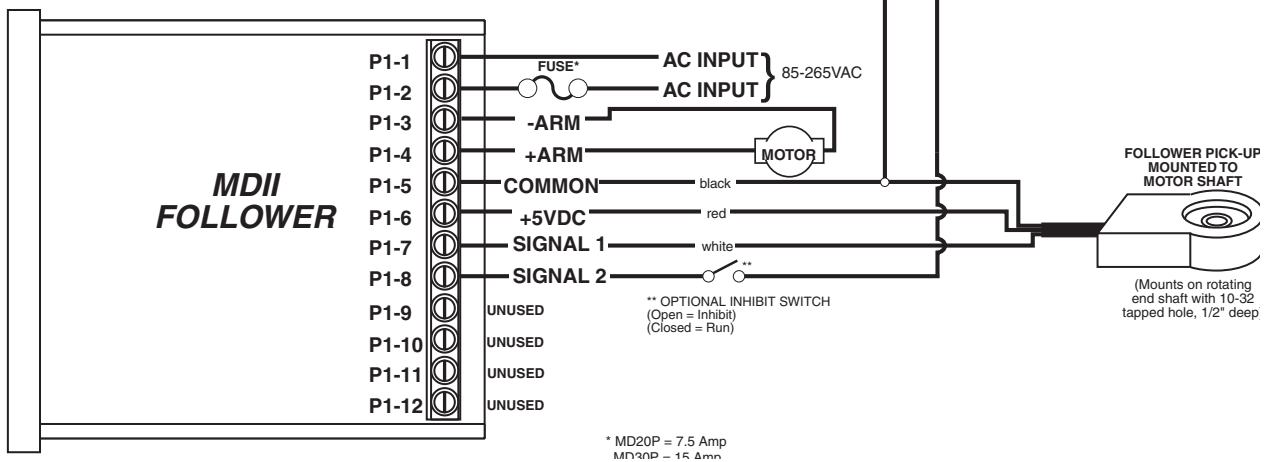 P1-1
P1-2
P1-3
P1-4
P1-5
P1-6
P1-7
P1-8
P1-9
P1-10
P1-11
P1-12
MDII
FOLLOWER
AC INPUT
FUSE*
AC INPUT
85-265VAC
-ARM
+ARM
MOTOR
COMMON
black
+5VDC
red
SIGNAL 1
white
SIGNAL 2
**
UNUSED
UNUSED
UNUSED
UNUSED
** OPTIONAL INHIBIT SWITCH
(Open = Inhibit)
(Closed = Run)
FOLLOWER PICK-UP
MOUNTED TO
MOTOR SHAFT
(Mounts on rotating
end shaft with 10-32
tapped hole, 1/2" deep)
* MD20P = 7.5 Amp
MD30P = 15 Amp